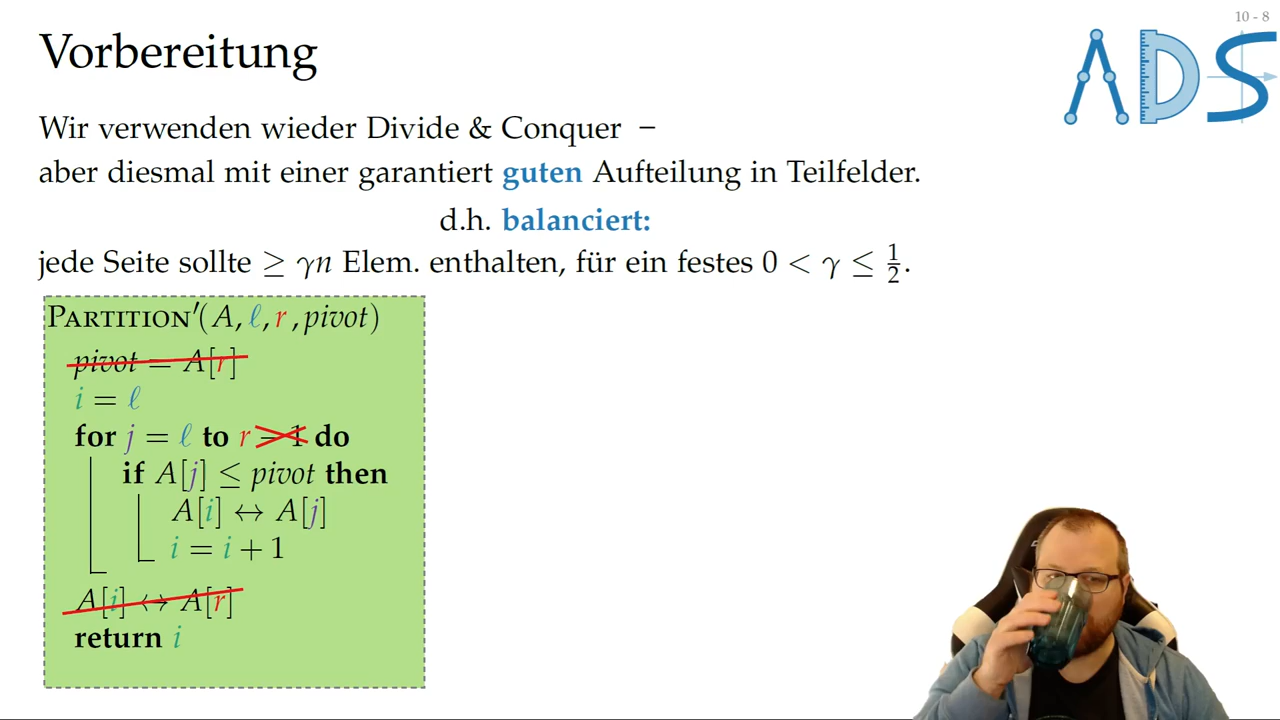 10 - 8
Vorbereitung
ADS
Wir verwenden wieder Divide & Conquer –
aber diesmal mit einer garantiert guten Aufteilung in Teilfelder.
d.h. balanciert:
jede Seite sollte ≥ γn Elem. enthalten, für ein festes 0 < γ ≤ 1/2.
PARTITION′(A, ℓ, r, pivot)
pivot = A[r]
i = ℓ
for j = ℓ to r − 1 do
if A[j] ≤ pivot then
A[i] ↔ A[j]
i = i + 1
A[i] ↔ A[r]
return i